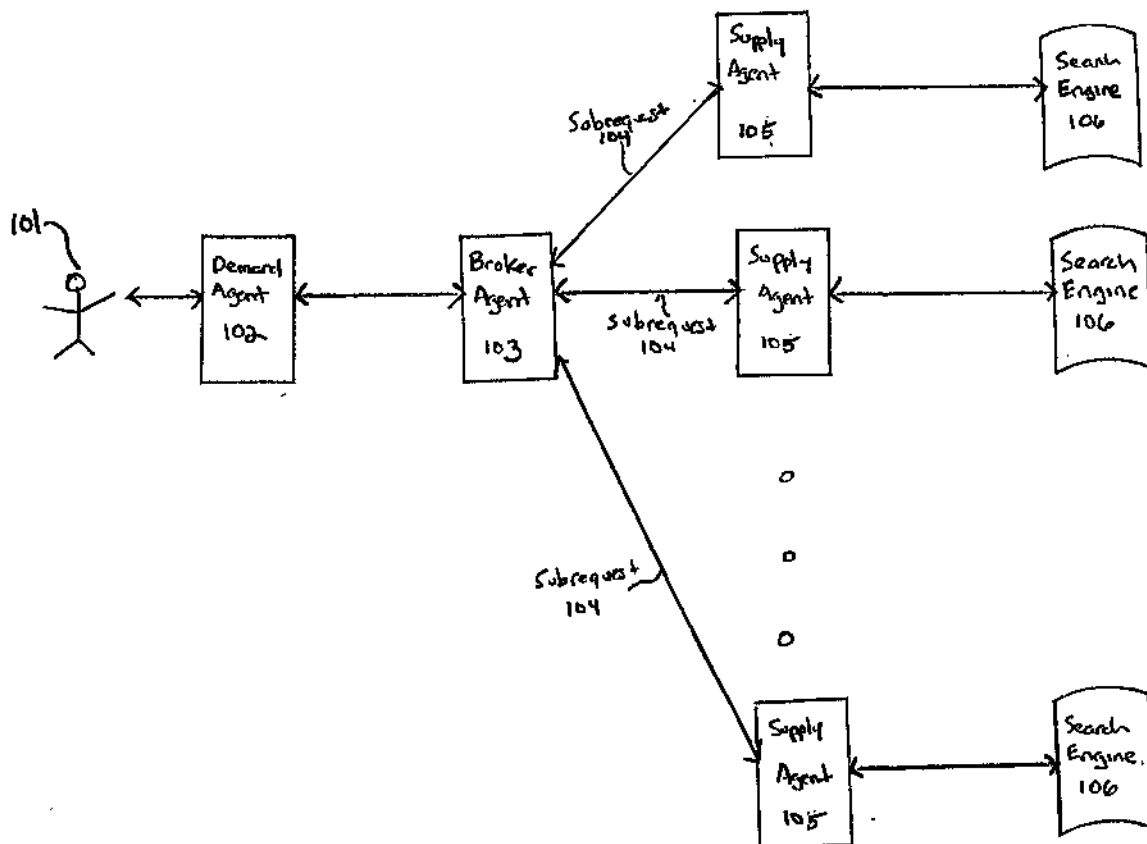 Supply
Agent
105
Search
Engine
106
Subrequest
104
101
Demand
Agent
102
Broker
Agent
103
Subrequest
104
Supply
Agent
105
Search
Engine
106
Subrequest
104
Supply
Agent
105
Search
Engine.
106